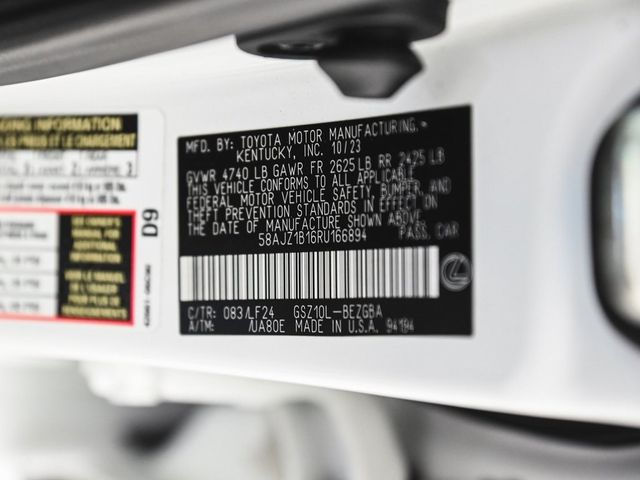 DING INFORMATION
D9
MFD. BY: TOYOTA MOTOR MANUFACTURING,
KENTUCKY, INC. 10/23
GVWR 4740 LB GAWR FR 2625 LB RR 2425 LB
THIS VEHICLE CONFORMS TO ALL APPLICABLE
FEDERAL MOTOR VEHICLE SAFETY, BUMPER, AND
THEFT PREVENTION STANDARDS IN EFFECT ON
THE DATE OF MANUFACTURE SHOWN ABOVE.
58AJZ1B16RU166894 PASS. CAR
C/TR: 083/LF24 GSZ10L-BEZGBA
A/TM: /UA80E MADE IN U.S.A. 94194